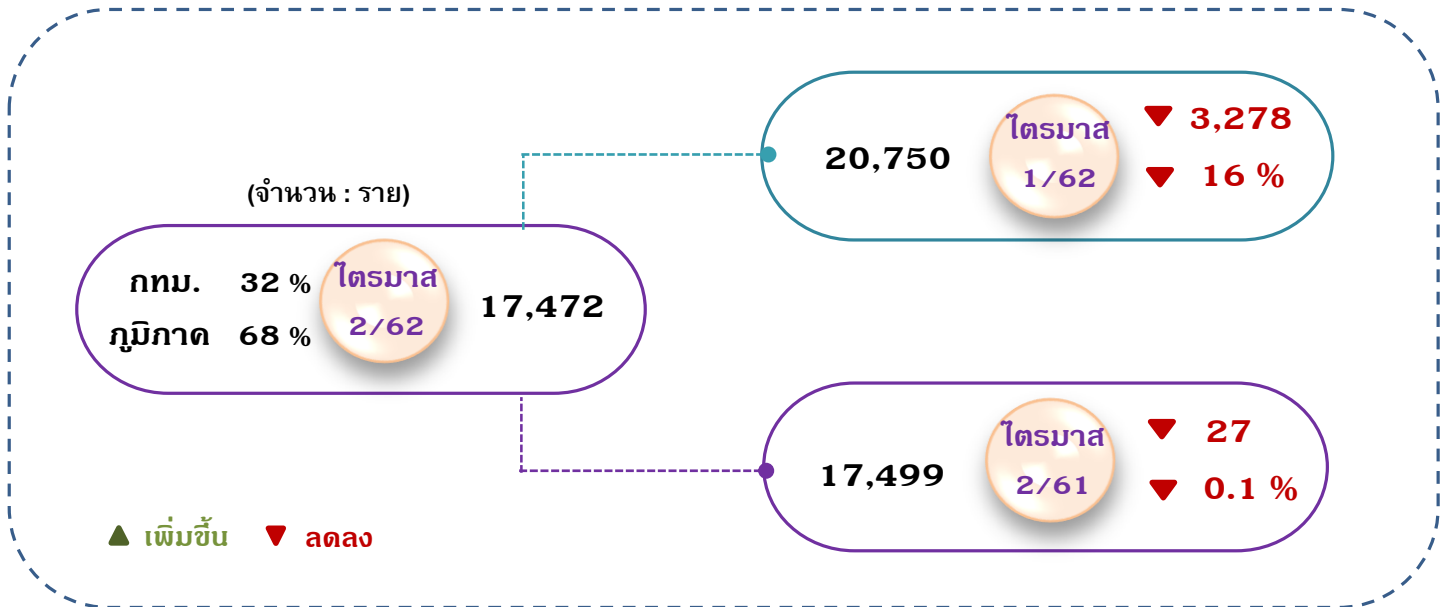 (จำนวน : ราย)
กทม. 32 %
ภูมิภาค 68 %
ไตรมาส
2/62
17,472
20,750
ไตรมาส
1/62
▼ 3,278
▼ 16 %
17,499
ไตรมาส
2/61
▼ 27
▼ 0.1 %
▲ เพิ่มขึ้น ▼ ลดลง